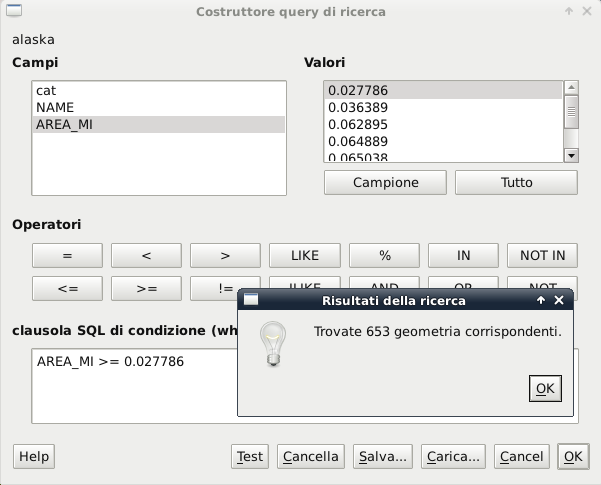 Costruttore query di ricerca
alaska
Campi
Valori
cat
NAME
AREA_MI
0.027786
0.036389
0.062895
0.064889
0.065038
Campione
Tutto
Operatori
= < > LIKE % IN NOT IN
<= >= != ILIKE AND OR NOT
Risultati della ricerca
Trovate 653 geometria corrispondenti.
OK
clausola SQL di condizione (wh
AREA_MI >= 0.027786
Help Test Cancella Salva... Carica... Cancel OK